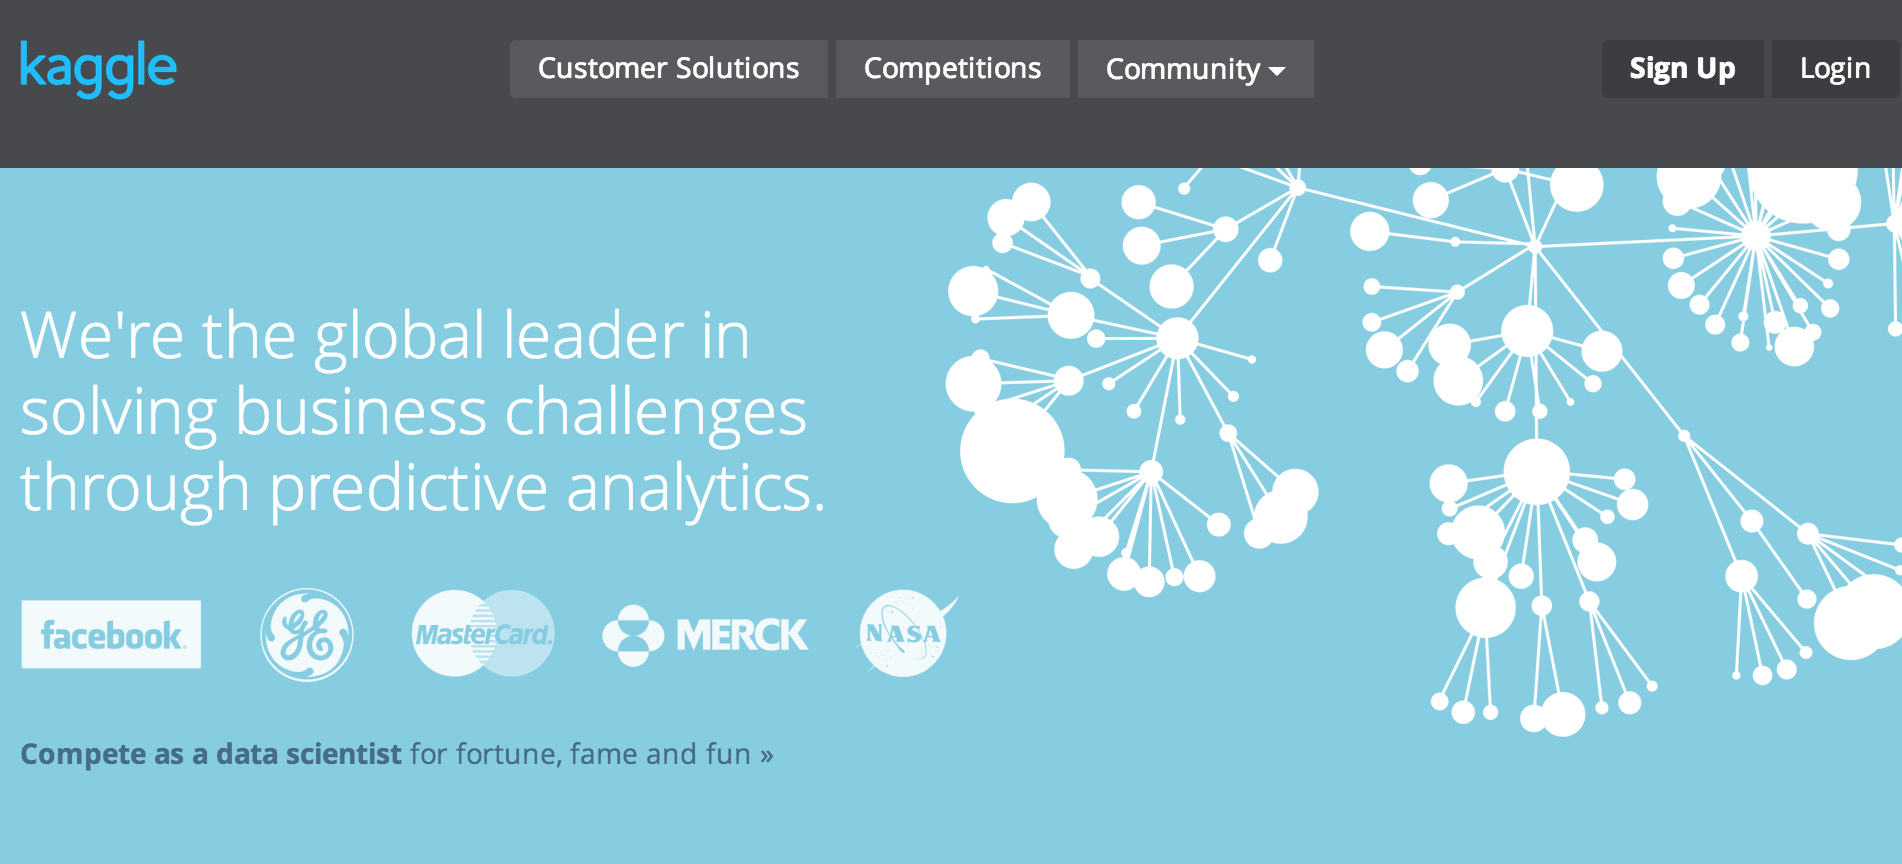 kaggle
Customer Solutions
Competitions
Community
Sign Up
Login
We're the global leader in
solving business challenges
through predictive analytics.
facebook.
GE
MasterCard.
MERCK
NASA
Compete as a data scientist for fortune, fame and fun »